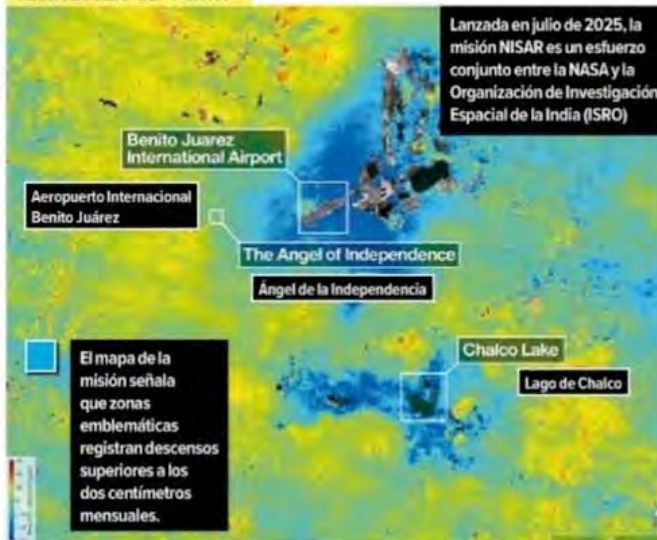 Lanzada en julio de 2025, la
misión NISAR es un esfuerzo
conjunto entre la NASA y la
Organización de Investigación
Espacial de la India (ISRO)
Benito Juarez
International Airport
Aeropuerto Internacional
Benito Juárez
The Angel of Independence
Ángel de la Independencia
Chalco Lake
Lago de Chalco
El mapa de la
misión señala
que zonas
emblemáticas
registran descensos
superiores a los
dos centímetros
mensuales.